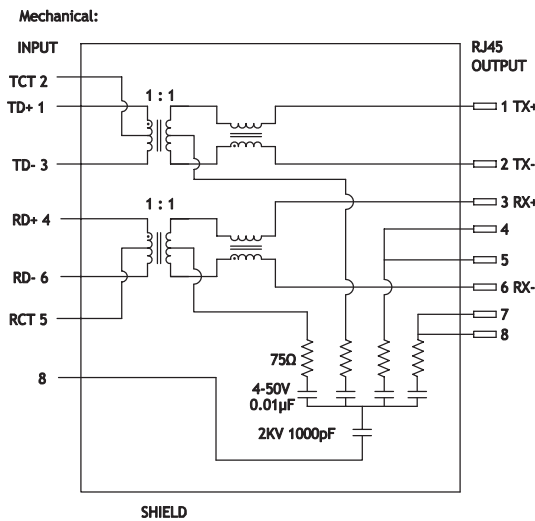 Mechanical:
INPUT
RJ45
OUTPUT
TCT 2
1 : 1
TD+ 1
1 TX+
TD- 3
2 TX-
1 : 1
3 RX+
RD+ 4
4
5
RD- 6
6 RX-
RCT 5
7
8
75Ω
8
4-50V
0.01µF
2KV 1000pF
SHIELD